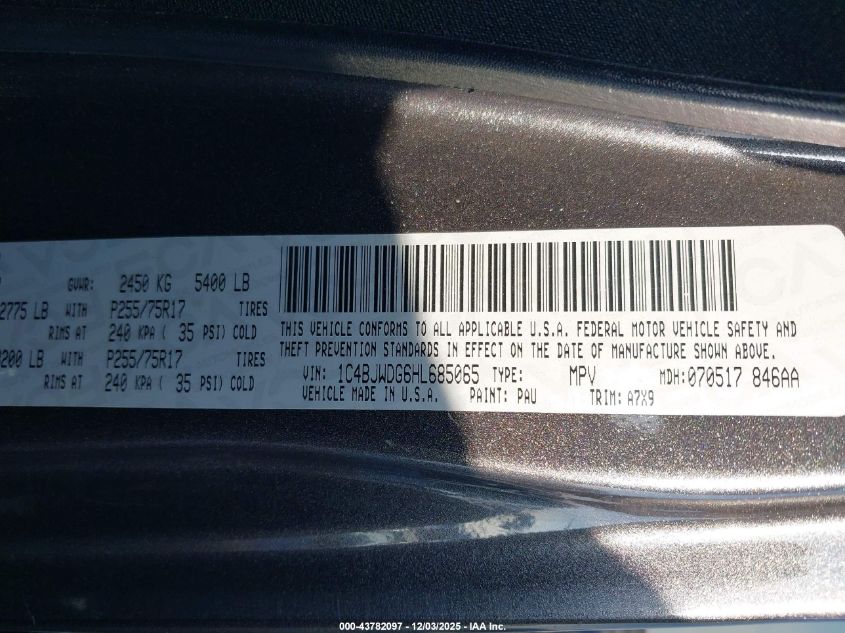 GVWR: 2450 KG 5400 LB
2775 LB WITH P255/75R17 TIRES
RIMS AT 240 KPA ( 35 PSI) COLD
200 LB WITH P255/75R17 TIRES
RIMS AT 240 KPA ( 35 PSI) COLD
THIS VEHICLE CONFORMS TO ALL APPLICABLE U.S.A. FEDERAL MOTOR VEHICLE SAFETY AND
THEFT PREVENTION STANDARDS IN EFFECT ON THE DATE OF MANUFACTURE SHOWN ABOVE.
VIN: 1C4BJWDG6HL685065 TYPE: MPV MDH: 070517 846AA
VEHICLE MADE IN U.S.A. PAINT: PAU TRIM: A7X9
000-43782097 - 12/03/2025 - IAA Inc.